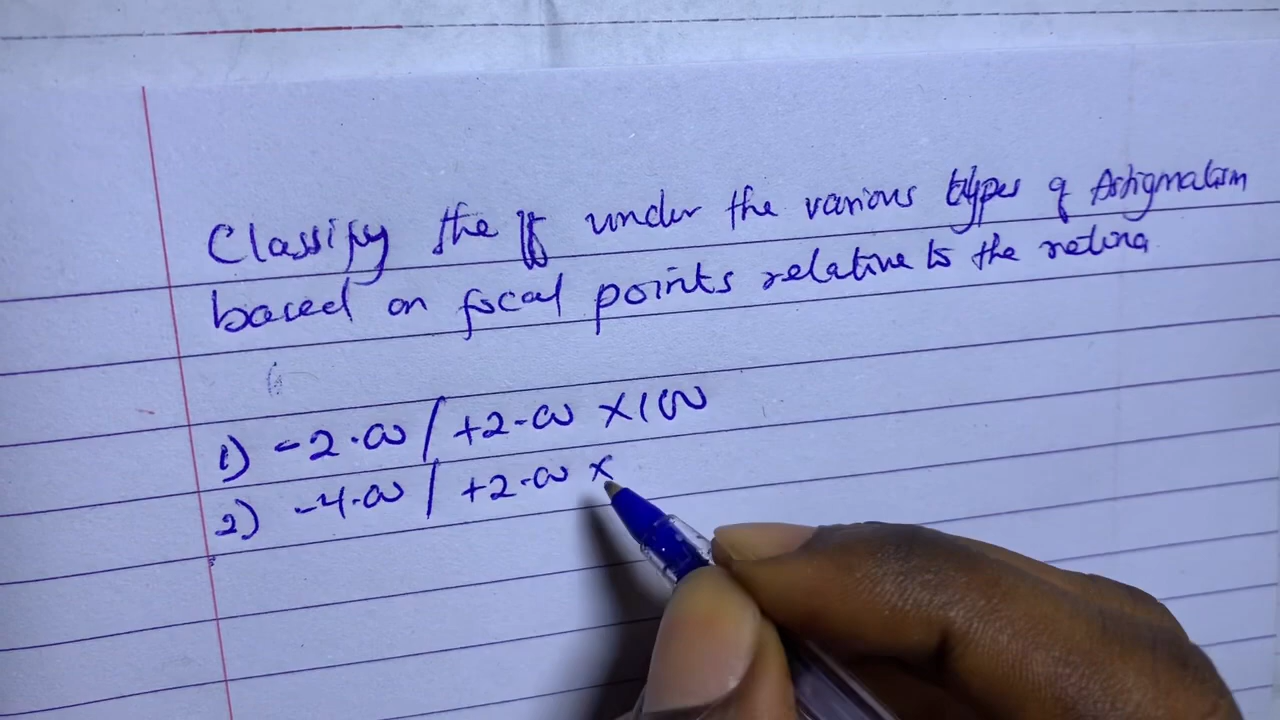 Classify the ff under the various types of Astigmatism
based on focal points relative to the retina
1) -2.00 / +2.00 X100
2) -4.00 / +2.00 x